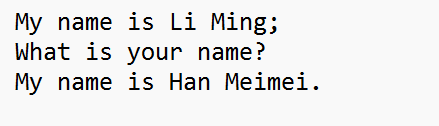 My name is Li Ming;
What is your name?
My name is Han Meimei.